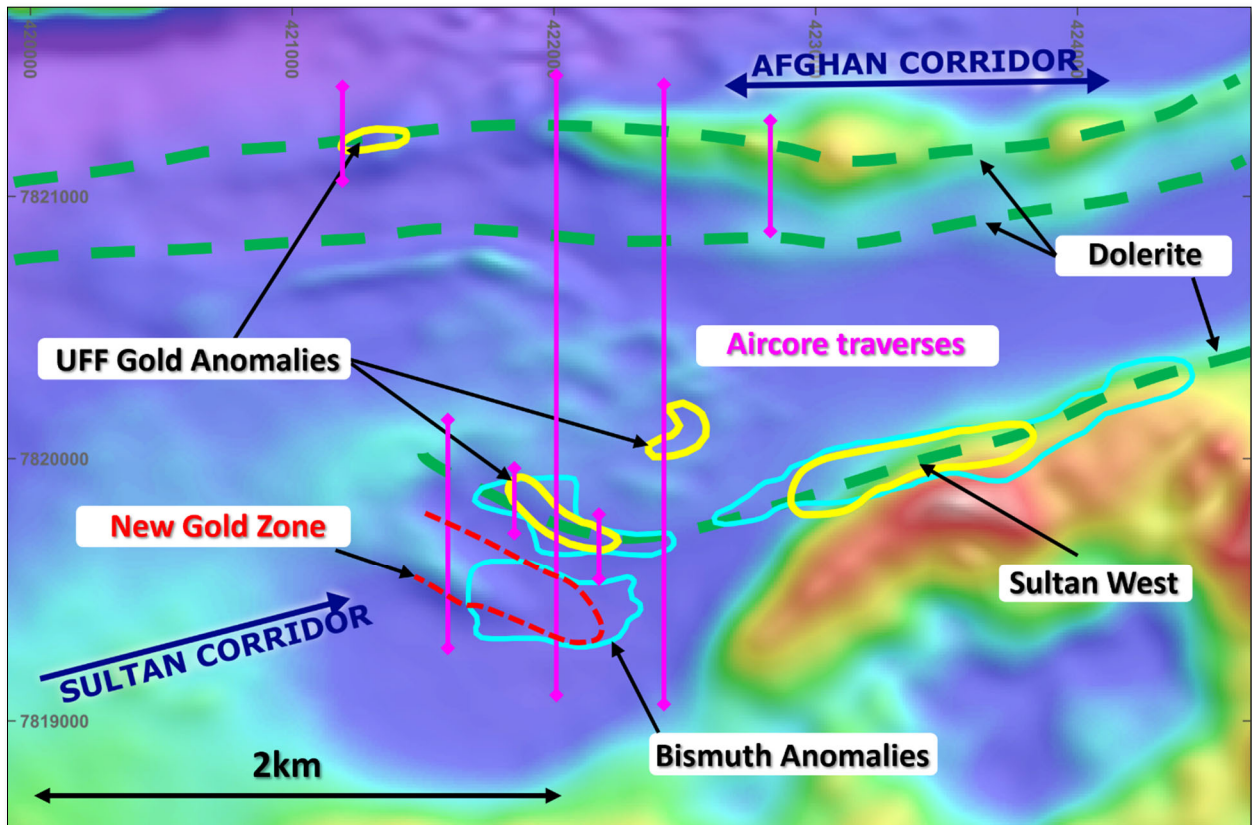 420000
421000
422000
423000
424000
AFGHAN CORRIDOR
7821000
Dolerite
UFF Gold Anomalies
Aircore traverses
7820000
New Gold Zone
Sultan West
SULTAN CORRIDOR
7819000
Bismuth Anomalies
2km